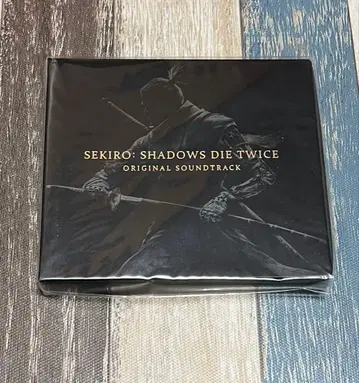 SEKIRO: SHADOWS DIE TWICE
ORIGINAL SOUNDTRACK